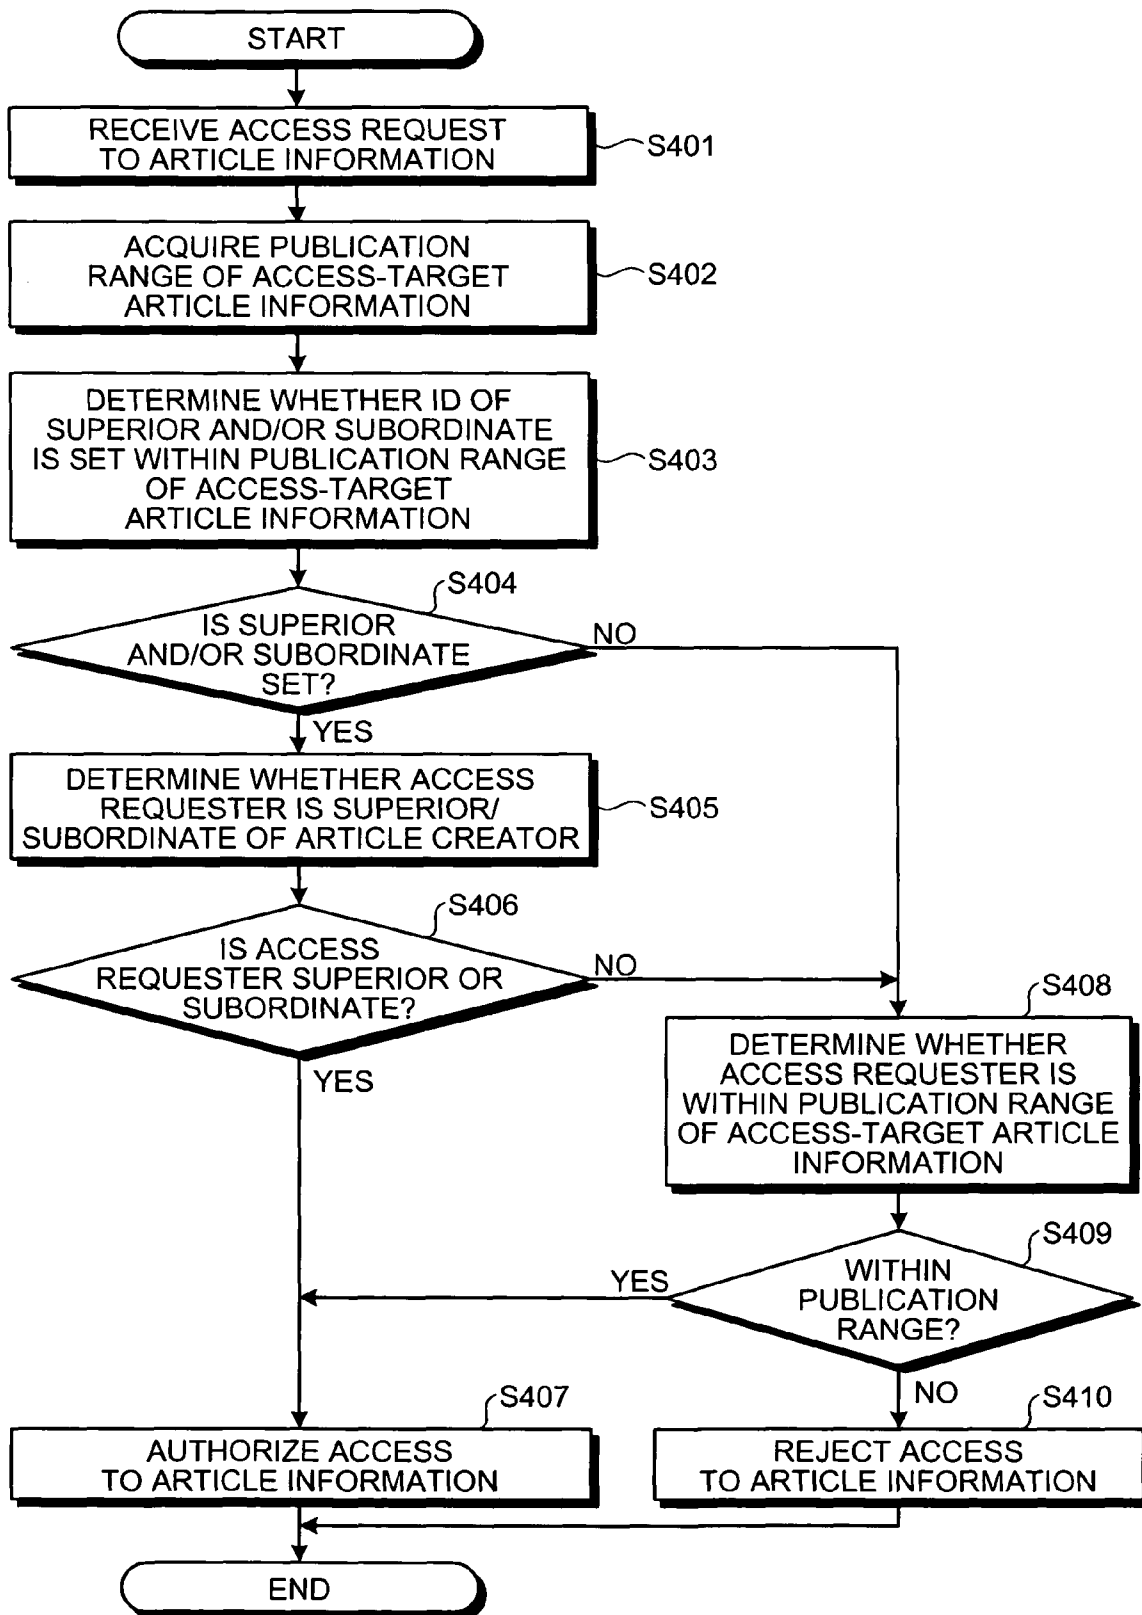 START
RECEIVE ACCESS REQUEST
TO ARTICLE INFORMATION
S401
ACQUIRE PUBLICATION
RANGE OF ACCESS-TARGET
ARTICLE INFORMATION
S402
DETERMINE WHETHER ID OF
SUPERIOR AND/OR SUBORDINATE
IS SET WITHIN PUBLICATION RANGE
OF ACCESS-TARGET
ARTICLE INFORMATION
S403
S404
IS SUPERIOR
AND/OR SUBORDINATE
SET?
NO
YES
DETERMINE WHETHER ACCESS
REQUESTER IS SUPERIOR/
SUBORDINATE OF ARTICLE CREATOR
S405
S406
IS ACCESS
REQUESTER SUPERIOR OR
SUBORDINATE?
NO
YES
S408
DETERMINE WHETHER
ACCESS REQUESTER IS
WITHIN PUBLICATION RANGE
OF ACCESS-TARGET ARTICLE
INFORMATION
S409
WITHIN
PUBLICATION
RANGE?
YES
NO
S407
AUTHORIZE ACCESS
TO ARTICLE INFORMATION
S410
REJECT ACCESS
TO ARTICLE INFORMATION
END